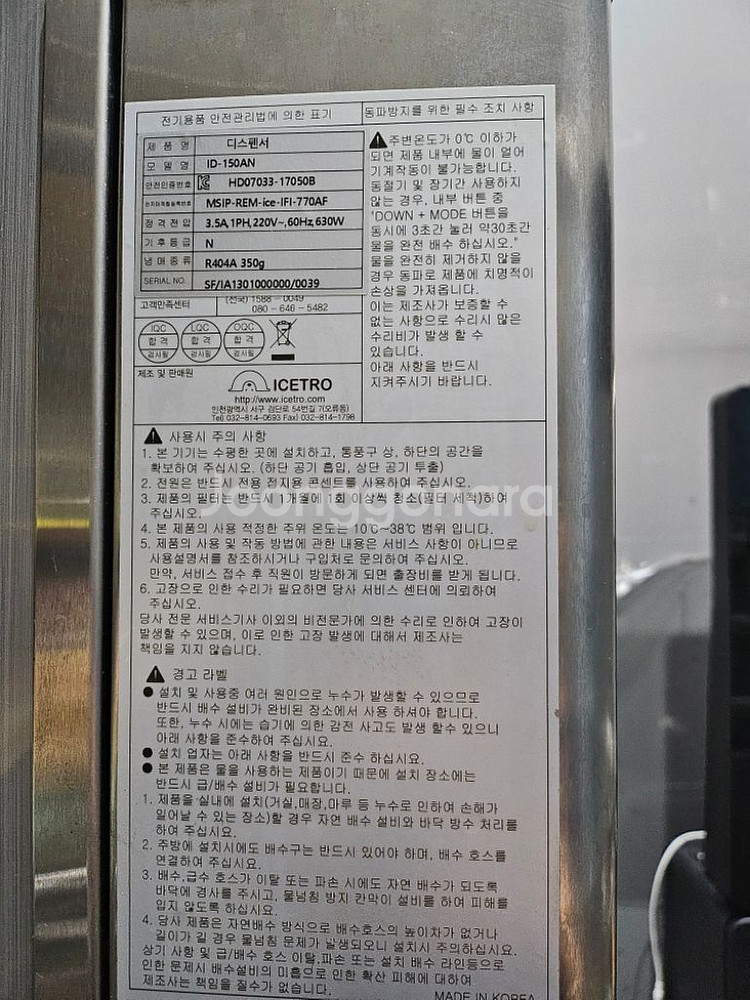 전기용품 안전관리법에 의한 표기
제 품 명 디스펜서
모 델 명 ID-150AN
안전인증번호 HD07033-17050B
MSIP-REM-ice-IFI-770AF
정 격 전 압 3.5A,1PH,220V~,60Hz,630W
기 후 등 급 N
냉 매 종 류 R404A 350g
SERIAL NO. SF/IA1301000000/0039
고객만족센터 (전국) 1588 - 0049
080 - 646 - 5482
IQC 합 격 검사필
LQC 합 격 검사필
OQC 합 격 검사필
제조 및 판매원
ICETRO
http://www.icetro.com
인천광역시 서구 검단로 54번길 7(오류동)
Tel) 032-814-0693 Fax) 032-814-1798
동파방지를 위한 필수 조치 사항
주변온도가 0℃ 이하가
되면 제품 내부에 물이 얼어
기계작동이 불가능합니다.
동절기 및 장기간 사용하지
않는 경우, 내부 버튼 중
"DOWN + MODE 버튼을
동시에 3초간 눌러 약30초간
물을 완전 배수 하십시오."
물을 완전히 제거하지 않을
경우 동파로 제품에 치명적이
손상을 가져옵니다.
이는 제조사가 보증할 수
없는 사항으로 수리시 많은
수리비가 발생 할 수
있습니다.
아래 사항을 반드시
지켜주시기 바랍니다.
사용시 주의 사항
1. 본 기기는 수평한 곳에 설치하고, 통풍구 상, 하단의 공간을
확보하여 주십시오. (하단 공기 흡입, 상단 공기 투출)
2. 전원은 반드시 전용 접지용 콘센트를 사용하여 주십시오.
3. 제품의 필터는 반드시 1개월에 1회 이상씩 청소(필터 세척)하여
주십시오.
4. 본 제품의 사용 적정한 주위 온도는 10℃~38℃ 범위 입니다.
5. 제품의 사용 및 작동 방법에 관한 내용은 서비스 사항이 아니므로
사용설명서를 참조하시거나 구입처로 문의하여 주십시오.
만약, 서비스 접수 후 직원이 방문하게 되면 출장비를 받게 됩니다.
6. 고장으로 인한 수리가 필요하면 당사 서비스 센터에 의뢰하여
주십시오.
당사 전문 서비스기사 이외의 비전문가에 의한 수리로 인하여 고장이
발생할 수 있으며, 이로 인한 고장 발생에 대해서 제조사는
책임을 지지 않습니다.
경고 라벨
● 설치 및 사용중 여러 원인으로 누수가 발생할 수 있으므로
반드시 배수 설비가 완비된 장소에서 사용 하셔야 합니다.
또한, 누수 시에는 습기에 의한 감전 사고도 발생 할수 있으니
아래 사항을 준수하여 주십시요.
● 설치 업자는 아래 사항을 반드시 준수 하십시요.
● 본 제품은 물을 사용하는 제품이기 때문에 설치 장소에는
반드시 급/배수 설비가 필요합니다.
1. 제품을 실내에 설치(거실,매장,마루 등 누수로 인하여 손해가
일어날 수 있는 장소)할 경우 자연 배수 설비와 바닥 방수 처리를
하여 주십시요.
2. 주방에 설치시에도 배수구는 반드시 있어야 하며, 배수 호스를
연결하여 주십시요.
3. 배수,급수 호스가 이탈 또는 파손 시에도 자연 배수가 되도록
바닥에 경사를 주시고, 물넘침 방지 칸막이 설비를 하여 피해를
입지 않도록 하십시요.
4. 당사 제품은 자연배수 방식으로 배수호스의 높이차가 없거나
길이가 길 경우 물넘침 문제가 발생되오니 설치시 주의하십시요.
상기 사항 및 급/배수 호스 이탈,파손 또는 설치 배수 라인등으로
인한 문제시 배수설비의 미흡으로 인한 확산 피해에 대하여
제조사는 책임을 질수가 없습니다.
MADE IN KOREA
Joonggonara